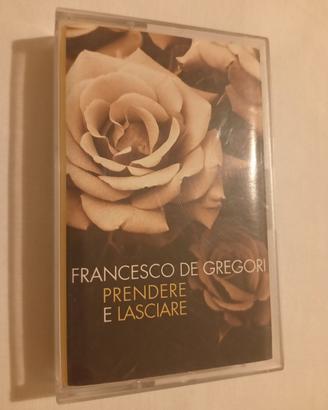 FRANCESCO DE GREGORI
PRENDERE
E LASCIARE